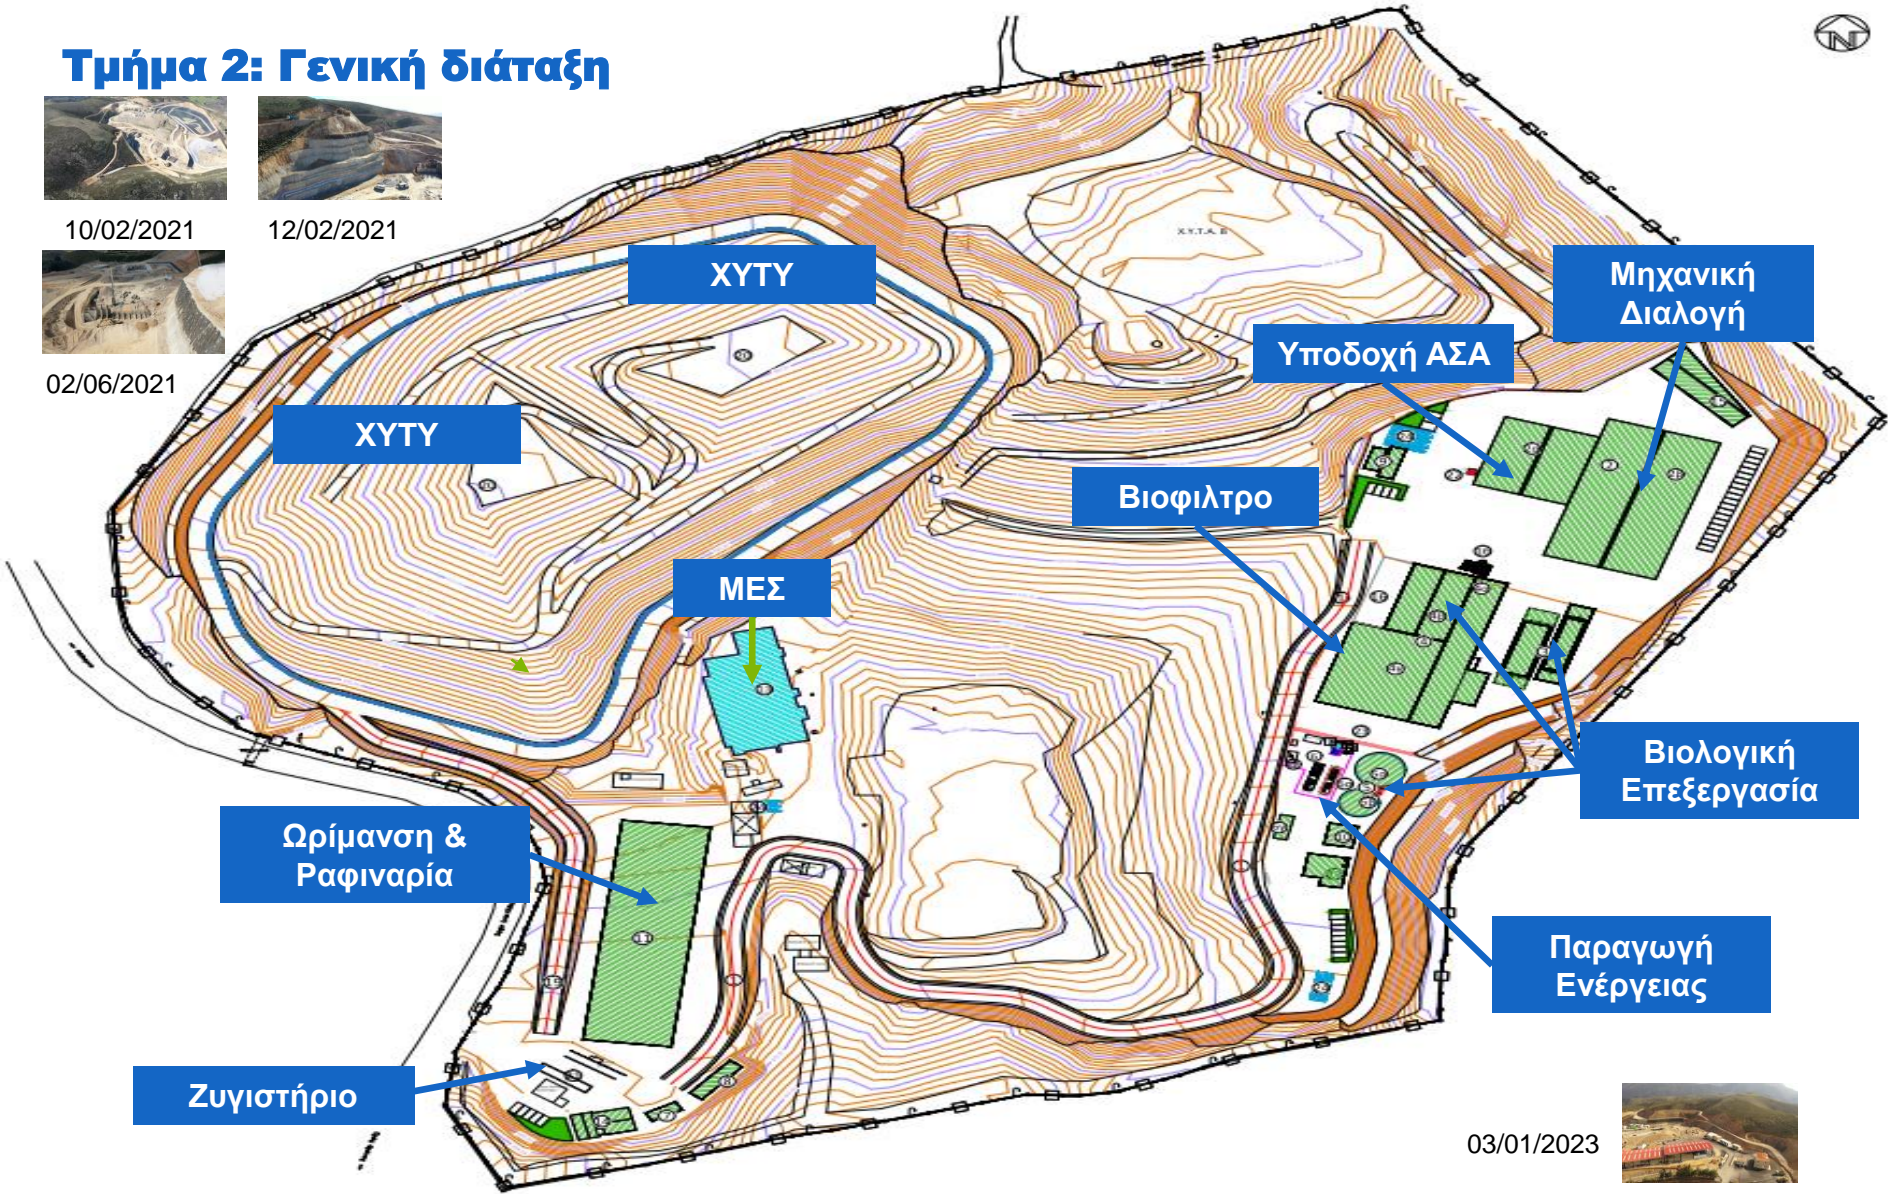 Τμήμα 2: Γενική διάταξη
10/02/2021
12/02/2021
02/06/2021
ΧΥΤΥ
ΧΥΤΥ
Χ.Υ.Τ.Α. Β
Μηχανική
Διαλογή
Υποδοχή ΑΣΑ
Βιοφιλτρο
ΜΕΣ
Βιολογική
Επεξεργασία
Ωρίμανση &
Ραφιναρία
Παραγωγή
Ενέργειας
Ζυγιστήριο
03/01/2023